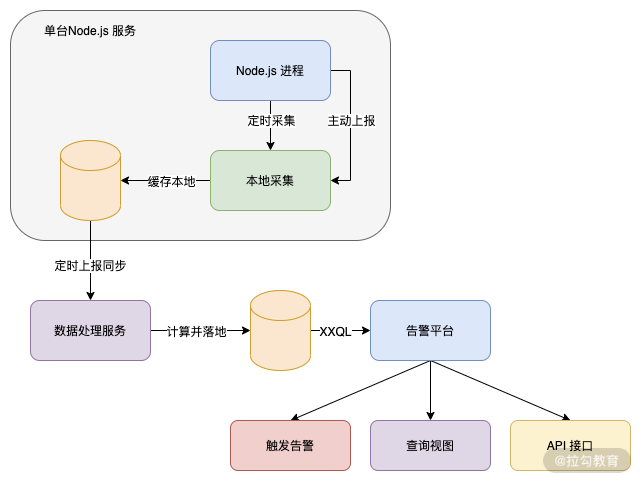 单台Node.js 服务
Node.js 进程
定时采集
主动上报
缓存本地
本地采集
定时上报同步
数据处理服务
计算并落地
XXQL
告警平台
触发告警
查询视图
API 接口
@拉勾教育